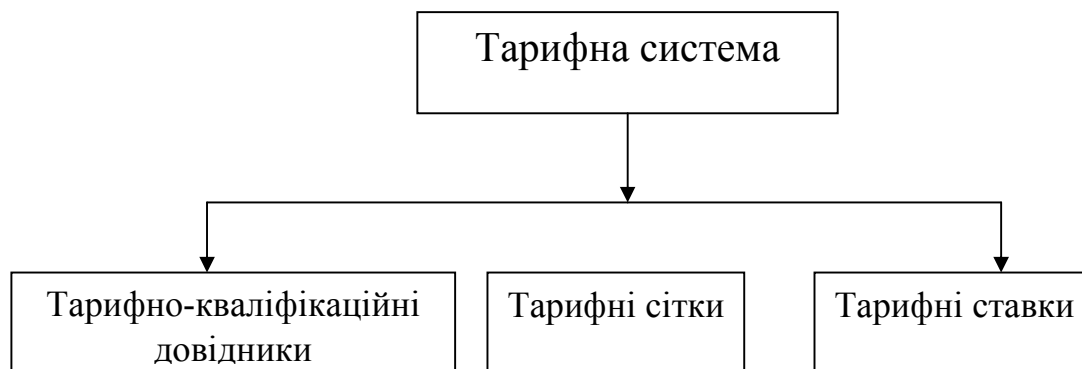 Тарифна система
Тарифно-кваліфікаційні
довідники
Тарифні сітки
Тарифні ставки